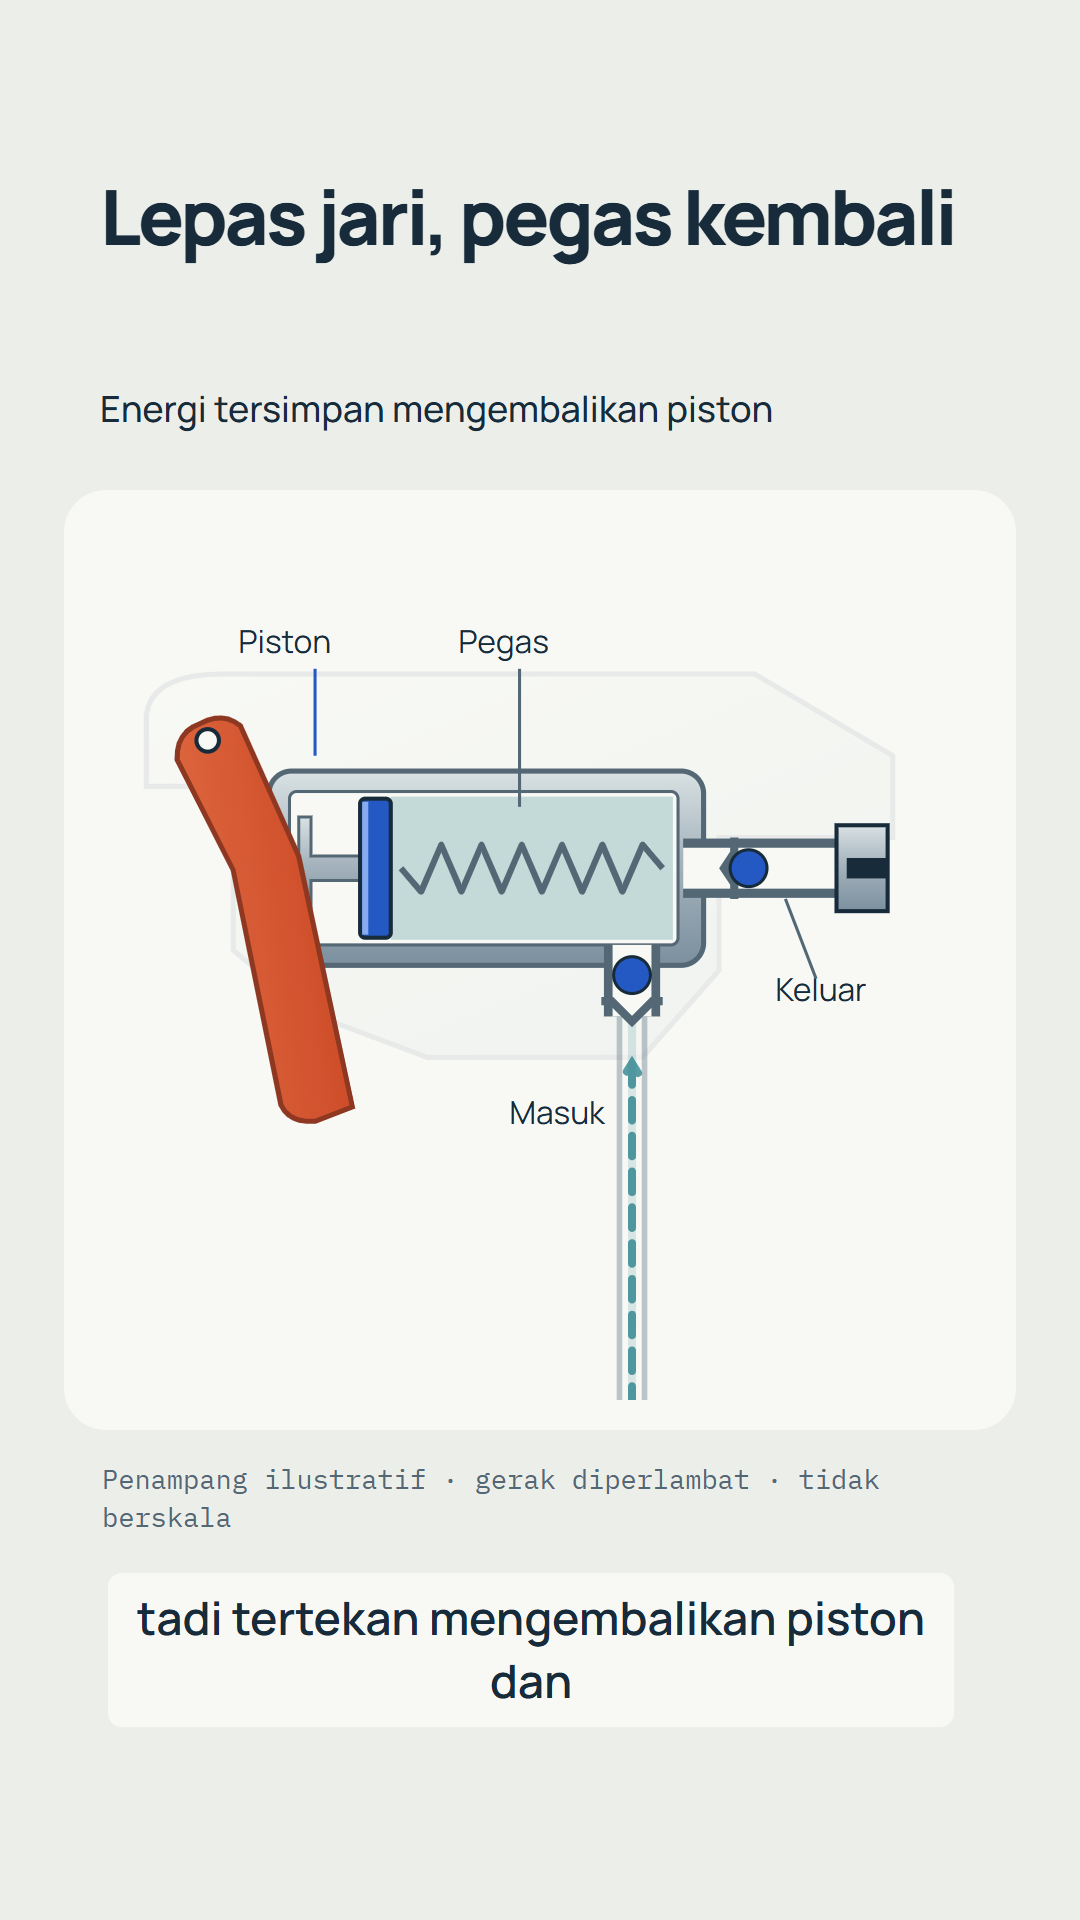 Lepas jari, pegas kembali
Energi tersimpan mengembalikan piston
Piston
Pegas
Keluar
Masuk
Penampang ilustratif · gerak diperlambat · tidak
berskala
tadi tertekan mengembalikan piston
dan